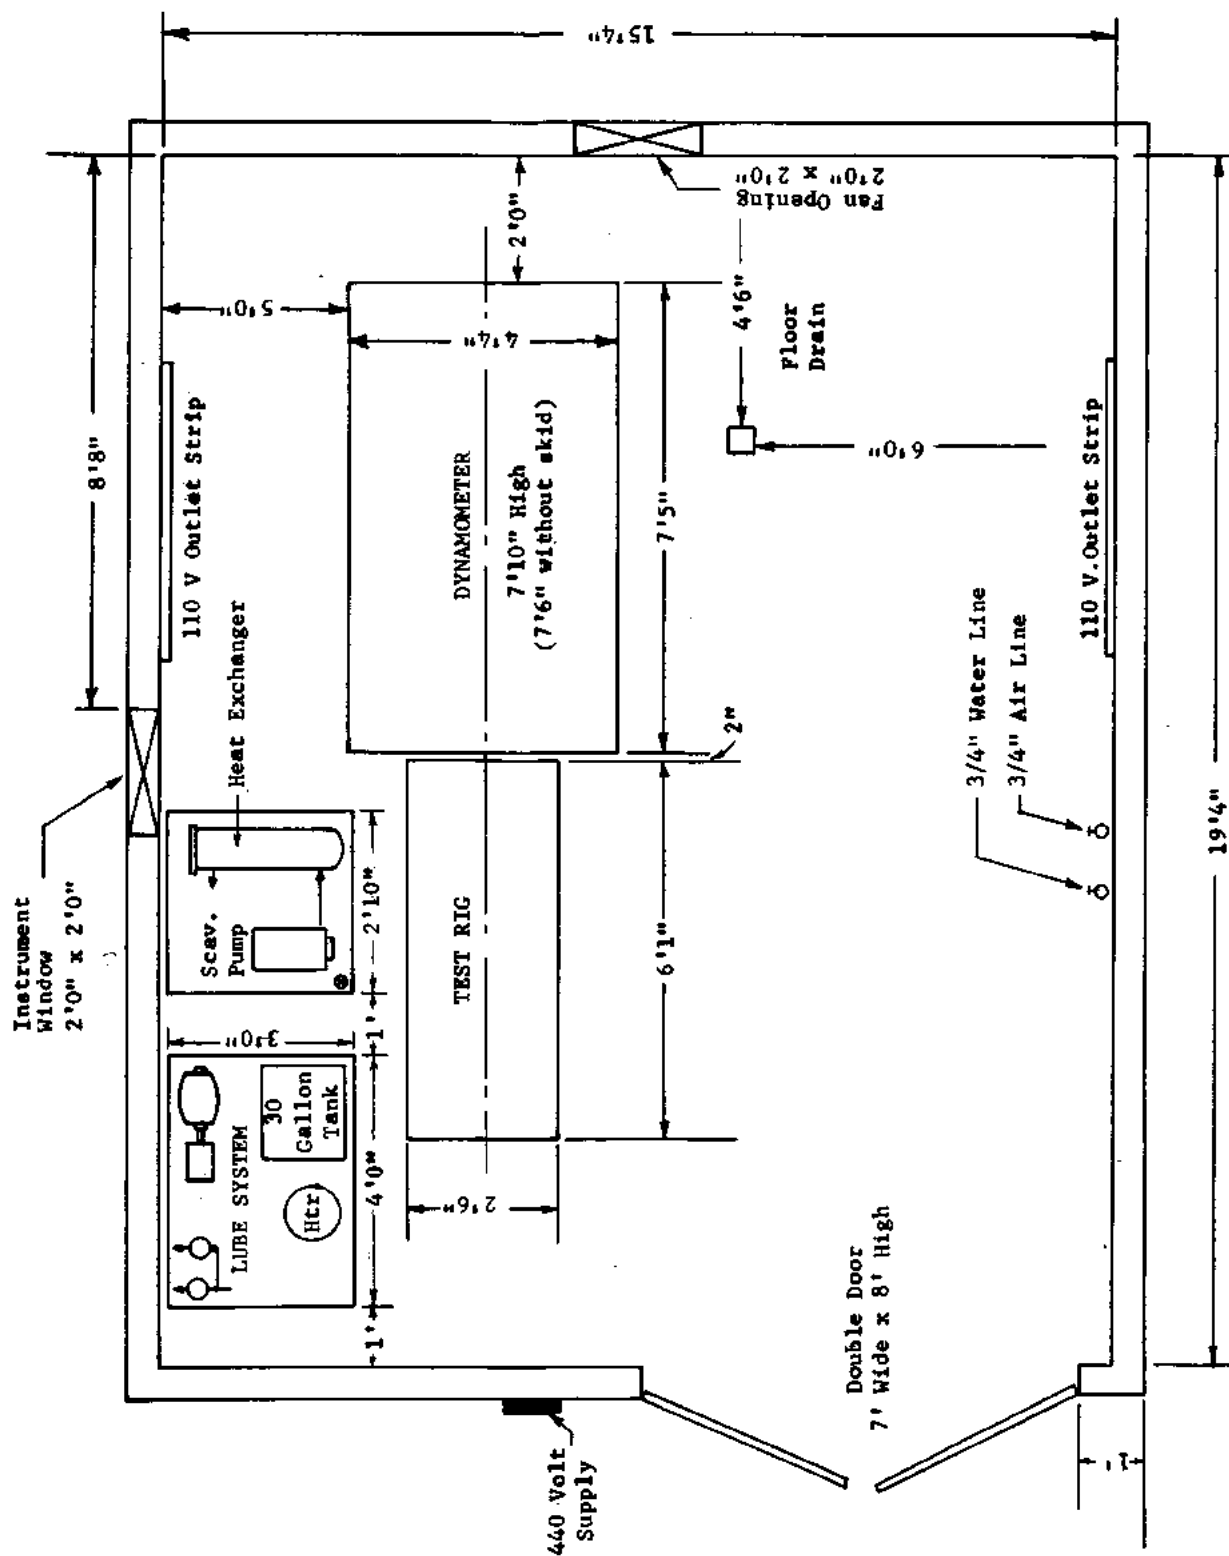 Instrument
Window
2'0" x 2'0"
8'8"
15'4"
110 V Outlet Strip
5'0"
2'0"
Fan Opening
2'0" x 2'0"
Heat Exchanger
Scav.
Pump
2'10"
1'
3'0"
30
Gallon
Tank
LUBE SYSTEM
Htr
4'0"
1'
DYNAMOMETER
7'10" High
(7'6" without skid)
4'4"
7'5"
2"
TEST RIG
6'1"
2'6"
4'6"
Floor
Drain
6'0"
110 V.Outlet Strip
3/4" Water Line
3/4" Air Line
Double Door
7' Wide x 8' High
440 Volt
Supply
1'
19'4"